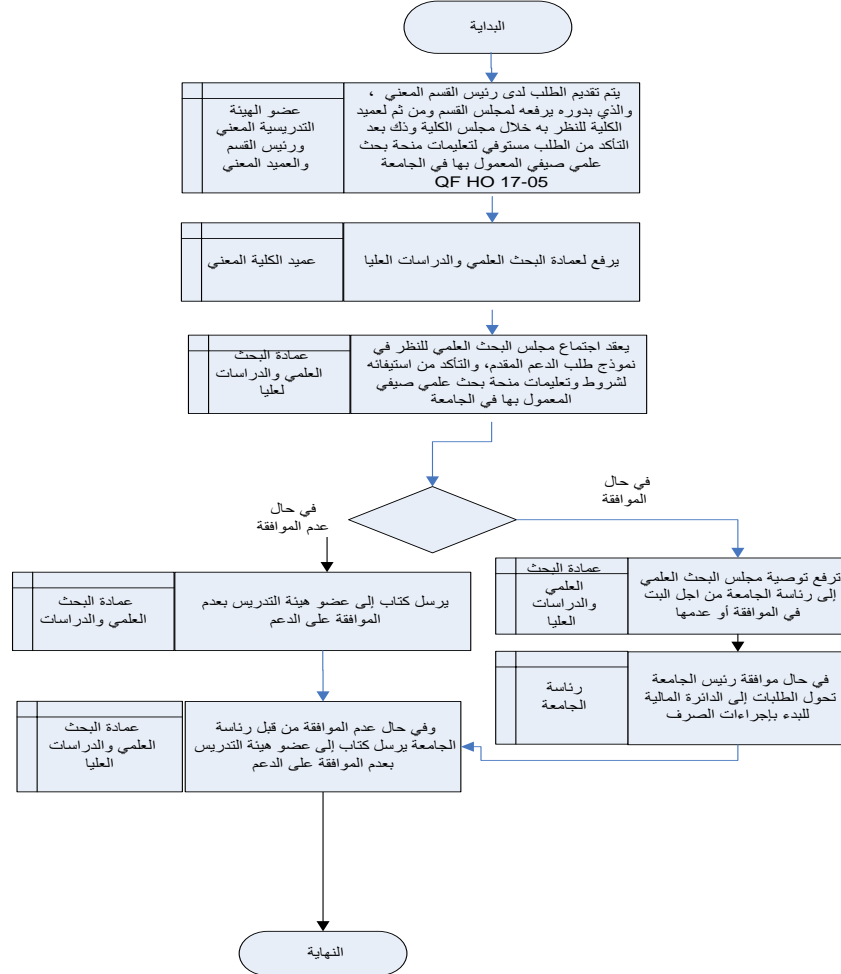 البداية
يتم تقديم الطلب لدى رئيس القسم المعني ،
والذي بدوره يرفعه لمجلس القسم ومن ثم لعميد
الكلية للنظر به خلال مجلس الكلية وذك بعد
التأكد من الطلب مستوفي لتعليمات منحة بحث
علمي صيفي المعمول بها في الجامعة
QF HO 17-05
عضو الهيئة
التدريسية المعني
ورئيس القسم
والعميد المعني
يرفع لعمادة البحث العلمي والدراسات العليا
عميد الكلية المعني
يعقد اجتماع مجلس البحث العلمي للنظر في
نموذج طلب الدعم المقدم، والتأكد من استيفائه
لشروط وتعليمات منحة بحث علمي صيفي
المعمول بها في الجامعة
عمادة البحث
العلمي والدراسات
لعليا
في حال
الموافقة
في حال
عدم الموافقة
ترفع توصية مجلس البحث العلمي
إلى رئاسة الجامعة من اجل البت
في الموافقة أو عدمها
عمادة البحث
العلمي
والدراسات
العليا
يرسل كتاب إلى عضو هيئة التدريس بعدم
الموافقة على الدعم
عمادة البحث
العلمي والدراسات
في حال موافقة رئيس الجامعة
تحول الطلبات إلى الدائرة المالية
للبدء بإجراءات الصرف
رئاسة
الجامعة
وفي حال عدم الموافقة من قبل رئاسة
الجامعة يرسل كتاب إلى عضو هيئة التدريس
بعدم الموافقة على الدعم
عمادة البحث
العلمي والدراسات
العليا
النهاية